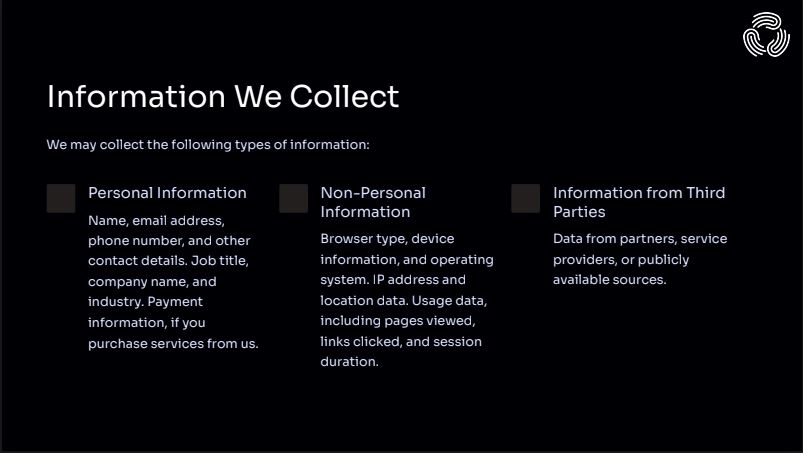 Information We Collect
We may collect the following types of information:
Personal Information
Name, email address,
phone number, and other
contact details. Job title,
company name, and
industry. Payment
information, if you
purchase services from us.
Non-Personal
Information
Browser type, device
information, and operating
system. IP address and
location data. Usage data,
including pages viewed,
links clicked, and session
duration.
Information from Third
Parties
Data from partners, service
providers, or publicly
available sources.